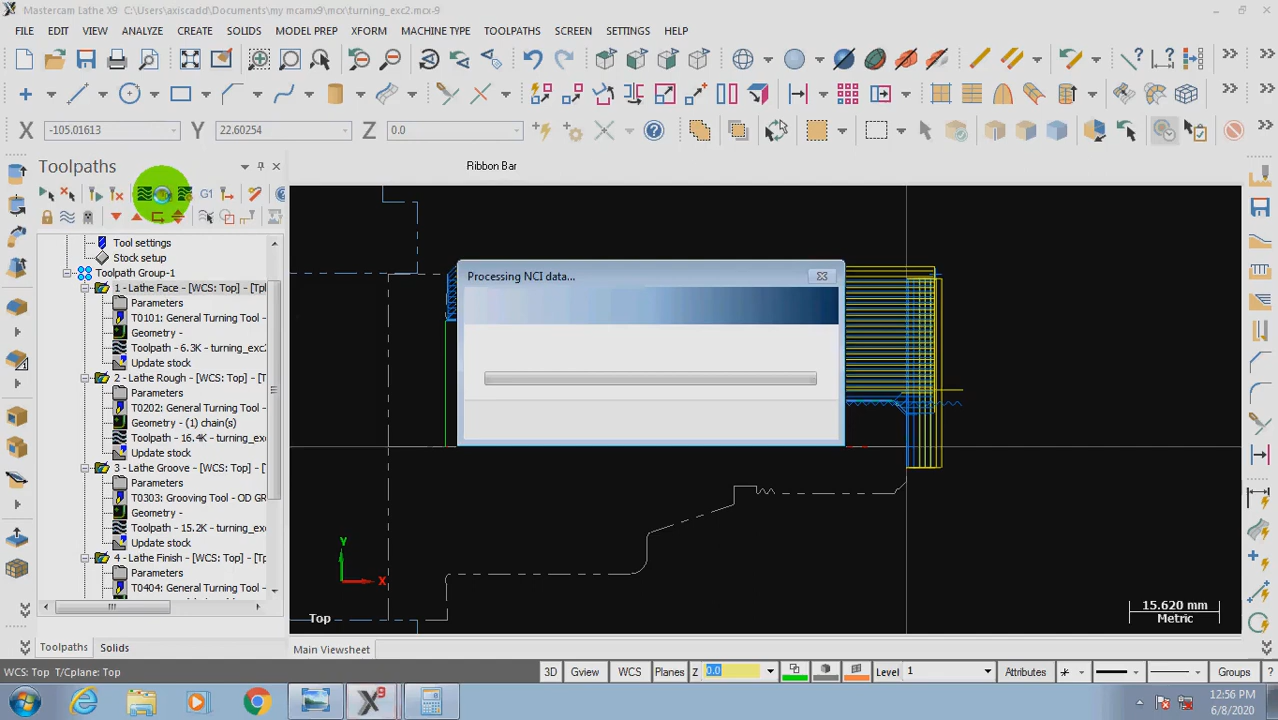 Mastercam Lathe X9 C:\Users\axiscadd\Documents\my mcamx9\mcx\turning_exc2.mcx-9
FILE EDIT VIEW ANALYZE CREATE SOLIDS MODEL PREP XFORM MACHINE TYPE TOOLPATHS SCREEN SETTINGS HELP
X -105.01613 Y 22.60254 Z 0.0
Toolpaths
Ribbon Bar
G1
Tool settings
Stock setup
Toolpath Group-1
1 - Lathe Face - [WCS: Top] - [Tpl
Parameters
T0101: General Turning Tool -
Geometry -
Toolpath - 6.3K - turning_exc2
Update stock
2 - Lathe Rough - [WCS: Top] - [T
Parameters
T0202: General Turning Tool -
Geometry - (1) chain(s)
Toolpath - 16.4K - turning_exc
Update stock
3 - Lathe Groove - [WCS: Top] - [
Parameters
T0303: Grooving Tool - OD GR
Geometry -
Toolpath - 15.2K - turning_exc
Update stock
4 - Lathe Finish - [WCS: Top] - [Tp
Parameters
T0404: General Turning Tool -
Processing NCI data...
Y
X
Top
15.620 mm
Metric
Toolpaths Solids
Main Viewsheet
WCS: Top T/Cplane: Top
3D Gview WCS Planes Z 0.0 Level 1 Attributes Groups
X9
12:56 PM
6/8/2020